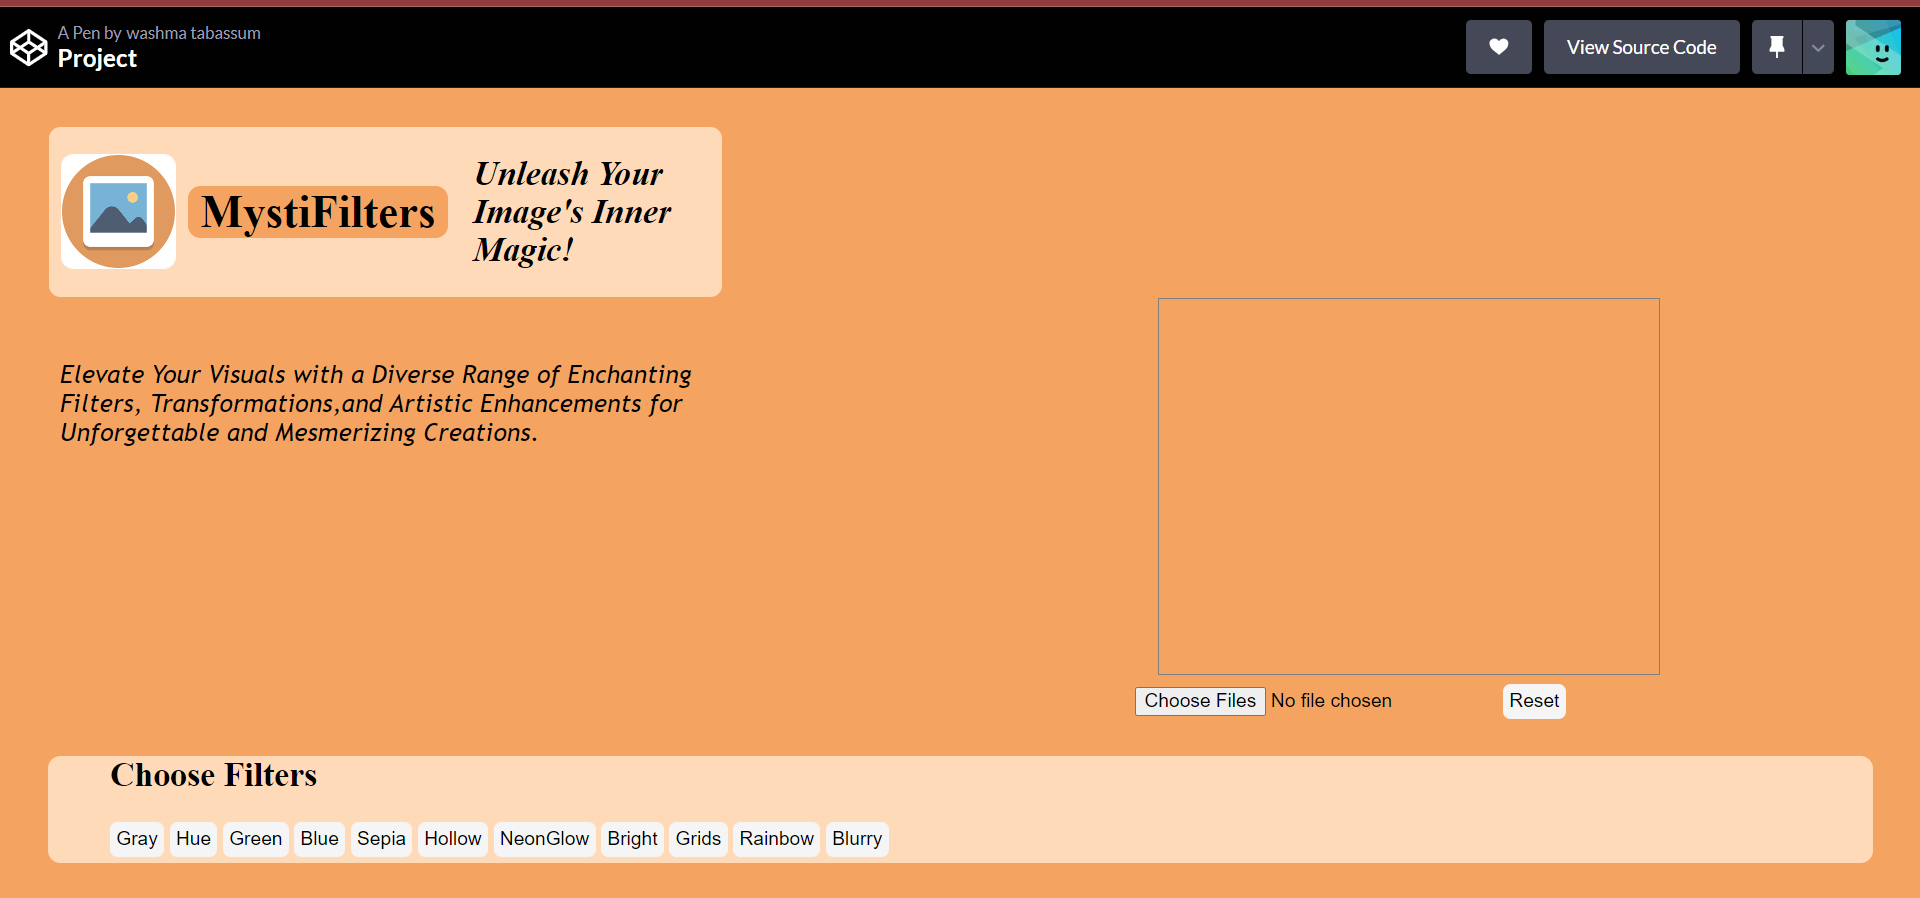 A Pen by washma tabassum
Project
View Source Code
MystiFilters
Unleash Your
Image's Inner
Magic!
Elevate Your Visuals with a Diverse Range of Enchanting
Filters, Transformations,and Artistic Enhancements for
Unforgettable and Mesmerizing Creations.
Choose Files No file chosen Reset
Choose Filters
Gray Hue Green Blue Sepia Hollow NeonGlow Bright Grids Rainbow Blurry